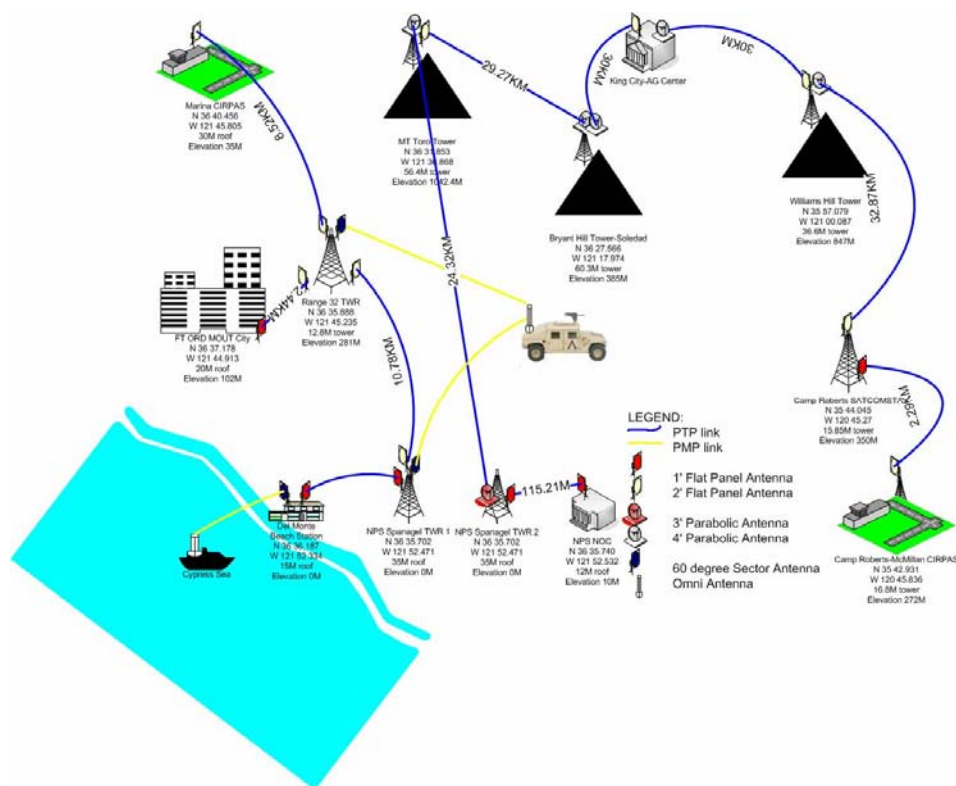 Marina CIRPAS
N 36 40.456
W 121 45.805
30M roof
Elevation 35M
8.52KM
MT Toro Tower
56.4M tower
29.27KM
30KM
King City-AG Center
30KM
Bryant Hill Tower-Soledad
N 36 27.566
W 121 17.974
60.3M tower
Elevation 385M
Williams Hill Tower
N 35 57.079
W 121 00.087
36.6M tower
Elevation 847M
32.87KM
24.32KM
2.44KM
Range 32 TWR
N 36 35.888
W 121 45.235
12.8M tower
Elevation 281M
FT ORD MOUT City
N 36 37.178
W 121 44.913
20M roof
Elevation 102M
10.78KM
Camp Roberts SATCOMSTA
N 35 44.045
W 120 45.27
15.85M tower
Elevation 350M
2.29KM
LEGEND:
PTP link
PMP link
1' Flat Panel Antenna
2' Flat Panel Antenna
3' Parabolic Antenna
4' Parabolic Antenna
60 degree Sector Antenna
Omni Antenna
115.21M
Del Monte
Beach Station
N 36 36.187
W 121 52.334
15M roof
Elevation 0M
NPS Spanagel TWR 1
N 36 35.702
W 121 52.471
35M roof
Elevation 0M
NPS Spanagel TWR 2
N 36 35.702
W 121 52.471
35M roof
Elevation 0M
NPS NOC
N 36 35.740
W 121 52.532
12M roof
Elevation 10M
Cypress Sea
Camp Roberts-McMillan CIRPAS
N 35 42.931
W 120 45.836
16.8M tower
Elevation 272M